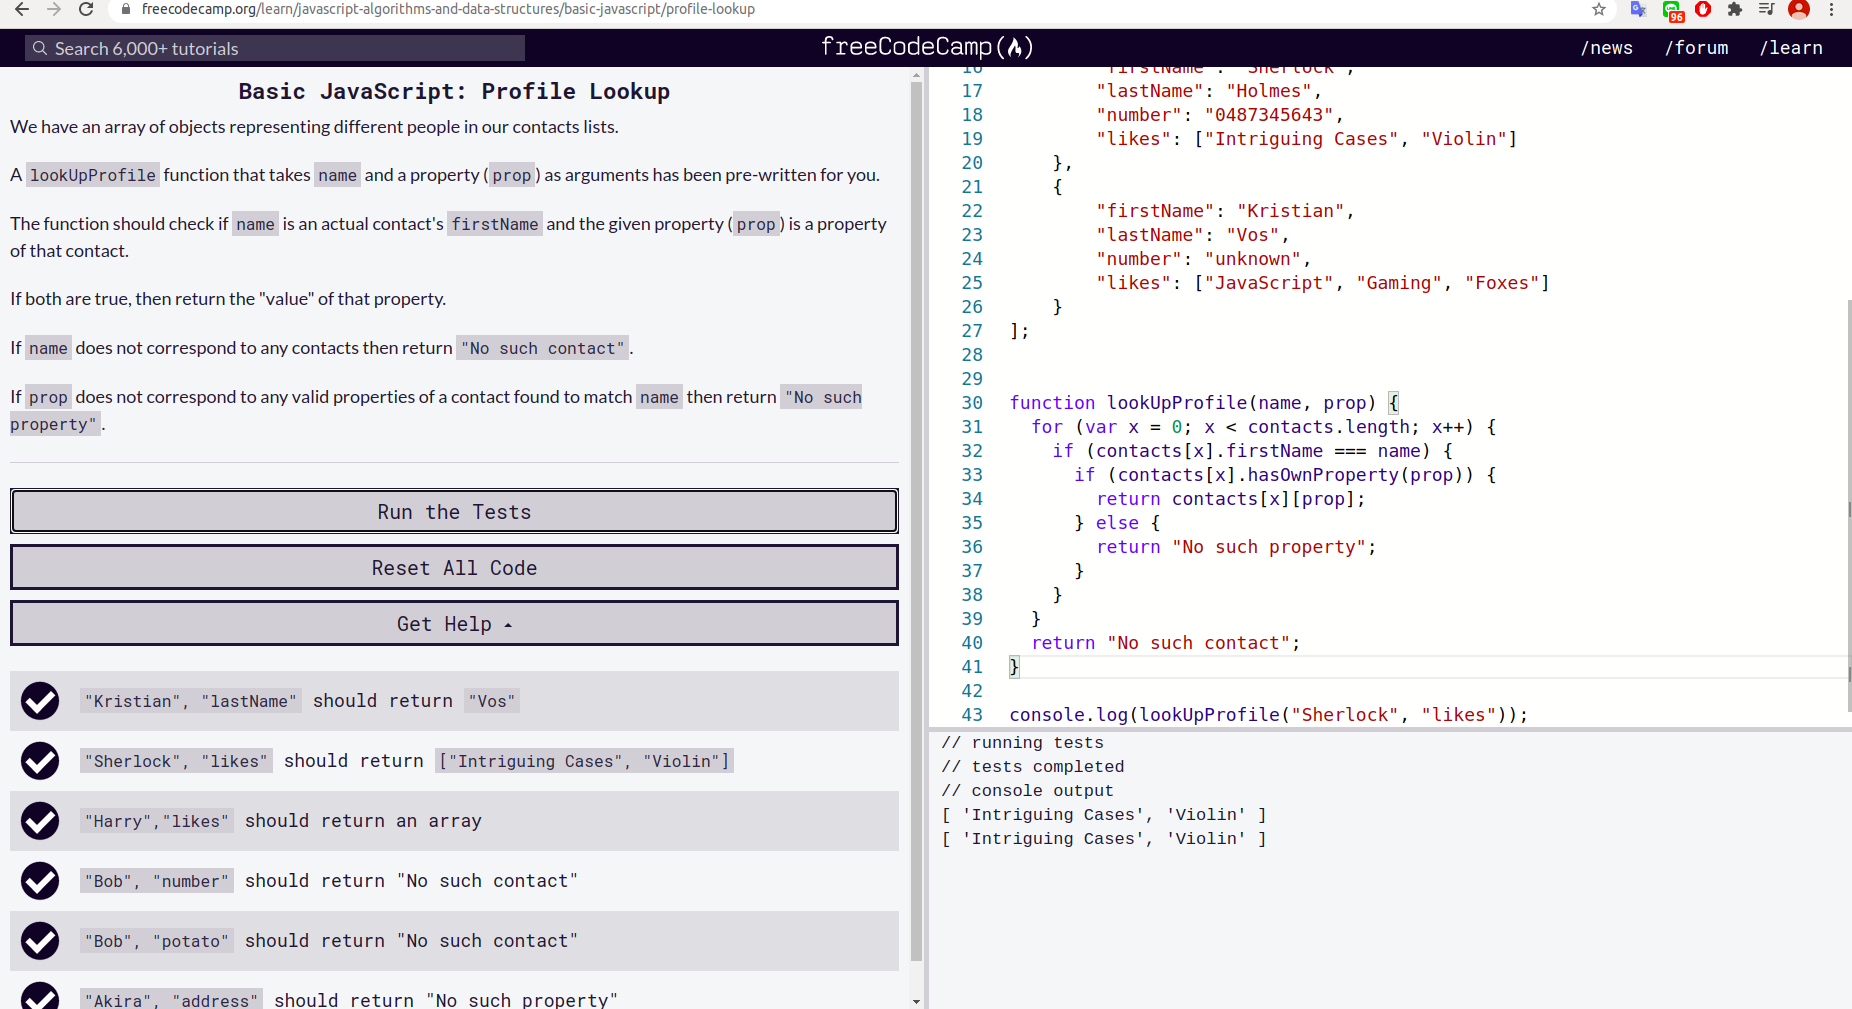 freecodecamp.org/learn/javascript-algorithms-and-data-structures/basic-javascript/profile-lookup
96
Search 6,000+ tutorials
freeCodeCamp
/news
/forum
/learn
Basic JavaScript: Profile Lookup
We have an array of objects representing different people in our contacts lists.
A lookUpProfile function that takes name and a property (prop) as arguments has been pre-written for you.
The function should check if name is an actual contact's firstName and the given property (prop) is a property
of that contact.
If both are true, then return the "value" of that property.
If name does not correspond to any contacts then return "No such contact".
If prop does not correspond to any valid properties of a contact found to match name then return "No such
property".
Run the Tests
Reset All Code
Get Help
"Kristian", "lastName" should return "Vos"
"Sherlock", "likes" should return ["Intriguing Cases", "Violin"]
"Harry","likes" should return an array
"Bob", "number" should return "No such contact"
"Bob", "potato" should return "No such contact"
"Akira", "address" should return "No such property"
16 "firstName": "Sherlock",
17 "lastName": "Holmes",
18 "number": "0487345643",
19 "likes": ["Intriguing Cases", "Violin"]
20 },
21 {
22 "firstName": "Kristian",
23 "lastName": "Vos",
24 "number": "unknown",
25 "likes": ["JavaScript", "Gaming", "Foxes"]
26 }
27 ];
28
29
30 function lookUpProfile(name, prop) {
31 for (var x = 0; x < contacts.length; x++) {
32 if (contacts[x].firstName === name) {
33 if (contacts[x].hasOwnProperty(prop)) {
34 return contacts[x][prop];
35 } else {
36 return "No such property";
37 }
38 }
39 }
40 return "No such contact";
41 }
42
43 console.log(lookUpProfile("Sherlock", "likes"));
// running tests
// tests completed
// console output
[ 'Intriguing Cases', 'Violin' ]
[ 'Intriguing Cases', 'Violin' ]